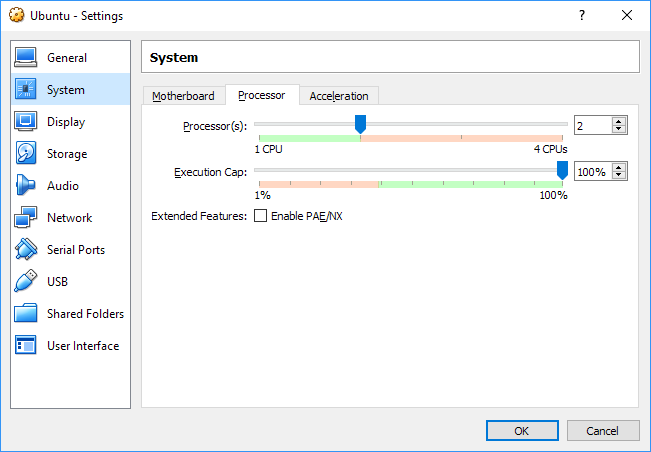 Ubuntu - Settings
?
General
System
Display
Storage
Audio
Network
Serial Ports
USB
Shared Folders
User Interface
System
Motherboard Processor Acceleration
Processor(s): 2
1 CPU 4 CPUs
Execution Cap: 100%
1% 100%
Extended Features: Enable PAE/NX
OK Cancel